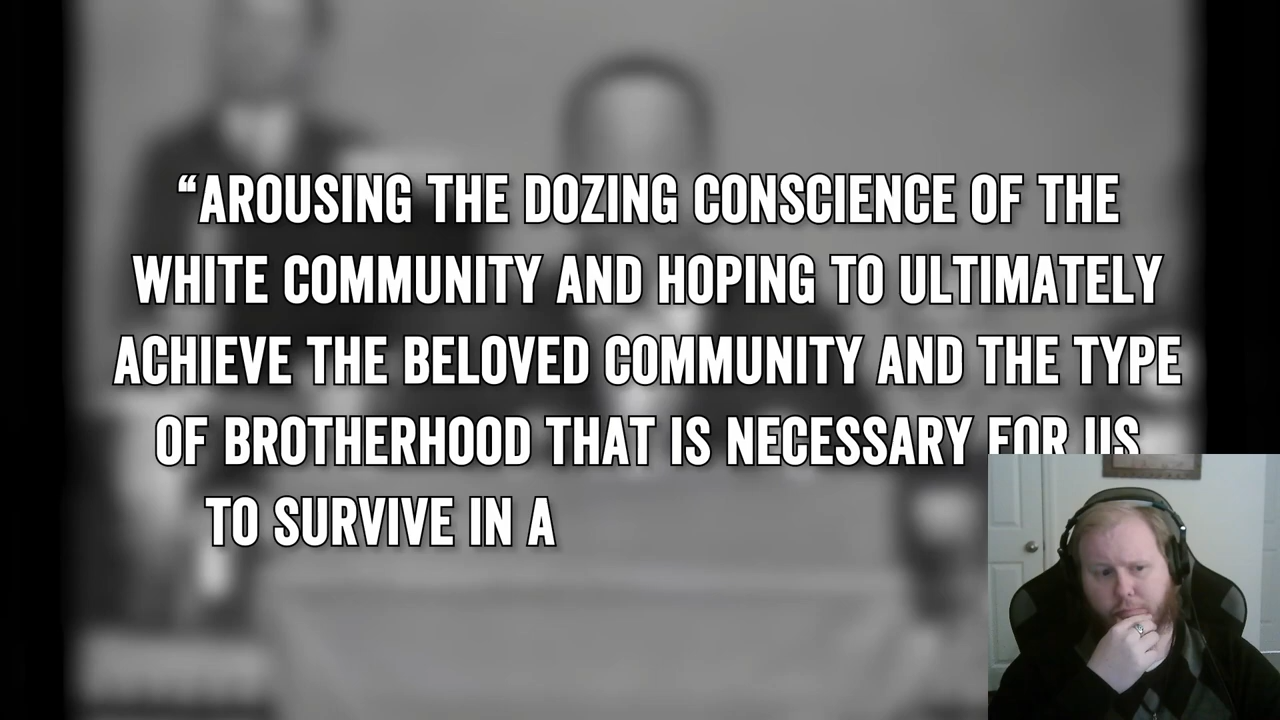 “AROUSING THE DOZING CONSCIENCE OF THE
WHITE COMMUNITY AND HOPING TO ULTIMATELY
ACHIEVE THE BELOVED COMMUNITY AND THE TYPE
OF BROTHERHOOD THAT IS NECESSARY FOR US
TO SURVIVE IN A